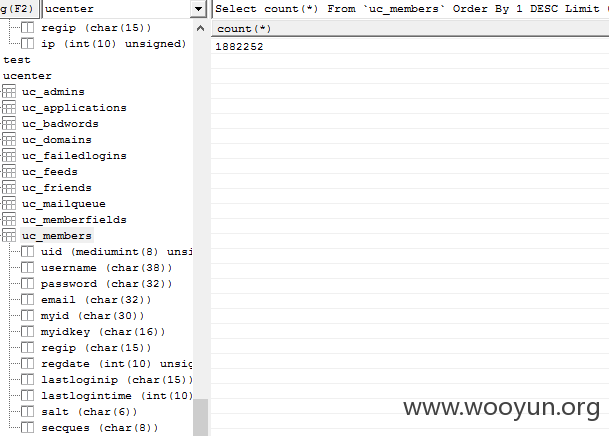 g(F2)
ucenter
Select count(*) From `uc_members` Order By 1 DESC Limit
regip (char(15))
ip (int(10) unsigned)
test
ucenter
uc_admins
uc_applications
uc_badwords
uc_domains
uc_failedlogins
uc_feeds
uc_friends
uc_mailqueue
uc_memberfields
uc_members
uid (mediumint(8) unsi
username (char(38))
password (char(32))
email (char(32))
myid (char(30))
myidkey (char(16))
regip (char(15))
regdate (int(10) unsig
lastloginip (char(15))
lastlogintime (int(10)
salt (char(6))
secques (char(8))
count(*)
1882252
www.wooyun.org